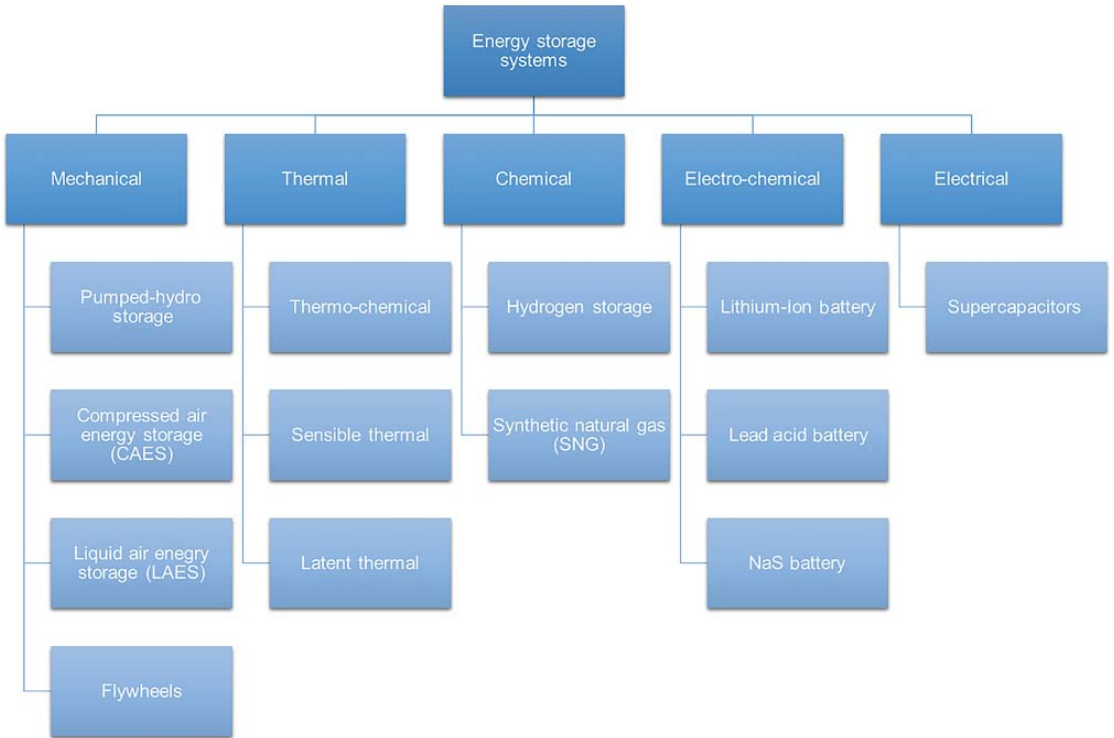 Energy storage
systems
Mechanical
Thermal
Chemical
Electro-chemical
Electrical
Pumped-hydro
storage
Thermo-chemical
Hydrogen storage
Lithium-Ion battery
Supercapacitors
Compressed air
energy storage
(CAES)
Sensible thermal
Synthetic natural gas
(SNG)
Lead acid battery
Liquid air enegry
storage (LAES)
Latent thermal
NaS battery
Flywheels